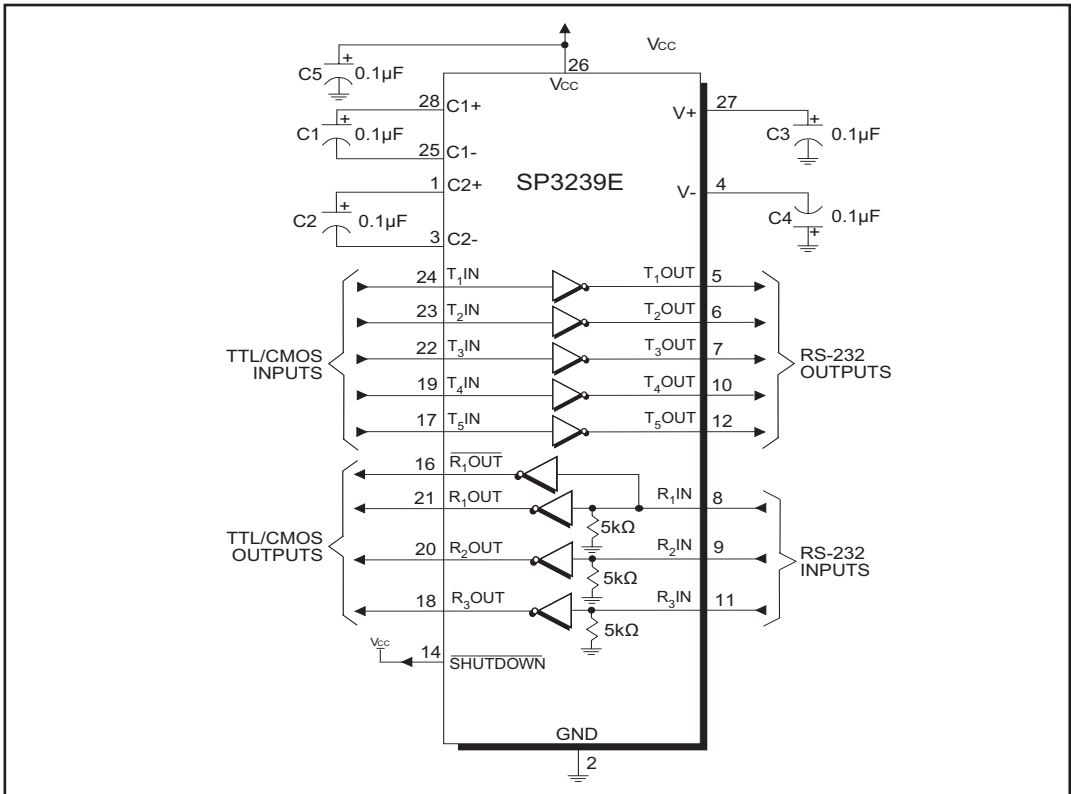 VCC
26
VCC
C5 + 0.1µF
28 C1+
C1 + 0.1µF
25 C1-
1 C2+
C2 + 0.1µF
3 C2-
SP3239E
V+ 27
C3 + 0.1µF
V- 4
C4 0.1µF
+
24 T1IN T1OUT 5
23 T2IN T2OUT 6
22 T3IN T3OUT 7
19 T4IN T4OUT 10
17 T5IN T5OUT 12
TTL/CMOS
INPUTS
RS-232
OUTPUTS
16 R1OUT
21 R1OUT R1IN 8
5kΩ
20 R2OUT R2IN 9
5kΩ
18 R3OUT R3IN 11
5kΩ
TTL/CMOS
OUTPUTS
RS-232
INPUTS
VCC
14 SHUTDOWN
GND
2